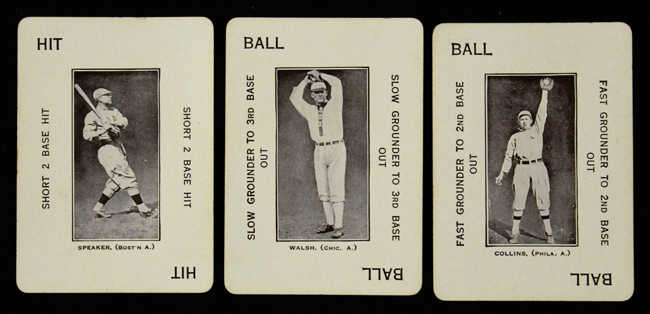 HIT
SHORT 2 BASE HIT
SHORT 2 BASE HIT
SPEAKER, (BOST'N A.)
HIT
BALL
SLOW GROUNDER TO 3RD BASE
OUT
SLOW GROUNDER TO 3RD BASE
OUT
WALSH, (CHIC. A.)
BALL
BALL
FAST GROUNDER TO 2ND BASE
OUT
FAST GROUNDER TO 2ND BASE
OUT
COLLINS, (PHILA. A.)
BALL